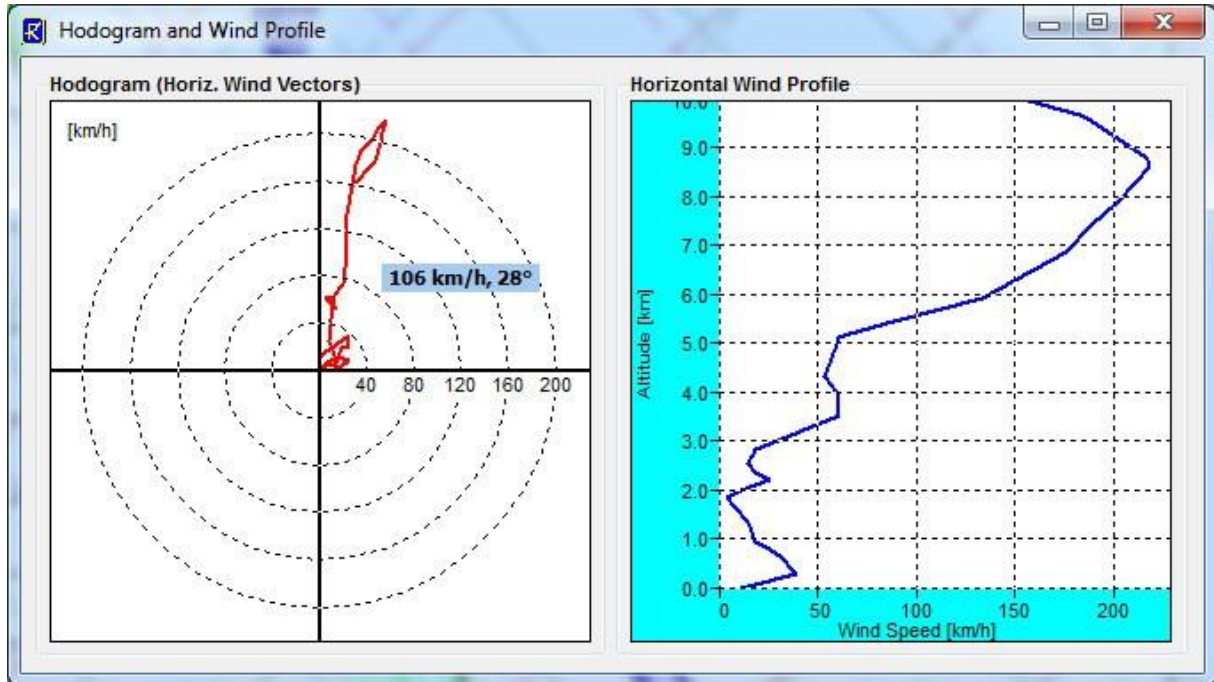 Hodogram and Wind Profile
Hodogram (Horiz. Wind Vectors)
[km/h]
106 km/h, 28°
40 80 120 160 200
Horizontal Wind Profile
10.0
9.0
8.0
7.0
6.0
5.0
4.0
3.0
2.0
1.0
0.0
Altitude [km]
0 50 100 150 200
Wind Speed [km/h]